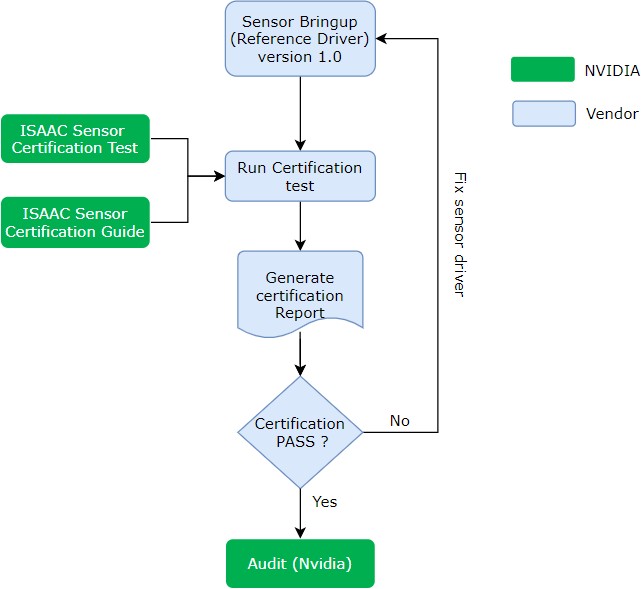 Sensor Bringup
(Reference Driver)
version 1.0
NVIDIA
Vendor
ISAAC Sensor
Certification Test
Run Certification
test
ISAAC Sensor
Certification Guide
Fix sensor driver
Generate
certification
Report
Certification
PASS ?
No
Yes
Audit (Nvidia)